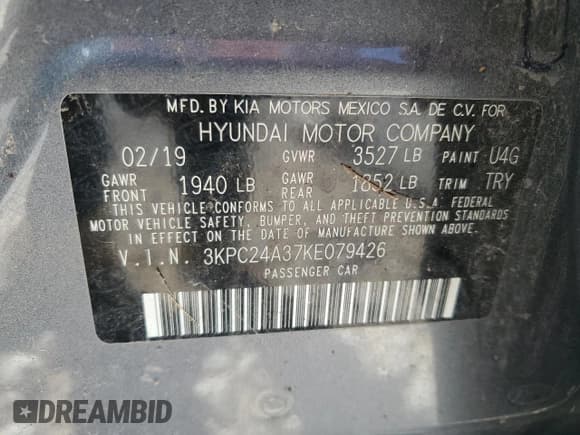 MFD. BY KIA MOTORS MEXICO S.A. DE C.V. FOR
HYUNDAI MOTOR COMPANY
02/19 GVWR 3527 LB PAINT U4G
GAWR FRONT 1940 LB GAWR REAR 1852 LB TRIM TRY
THIS VEHICLE CONFORMS TO ALL APPLICABLE U.S.A. FEDERAL
MOTOR VEHICLE SAFETY, BUMPER, AND THEFT PREVENTION STANDARDS
IN EFFECT ON THE DATE OF MANUFACTURE SHOWN ABOVE.
V.I.N. 3KPC24A37KE079426
PASSENGER CAR
DREAMBID